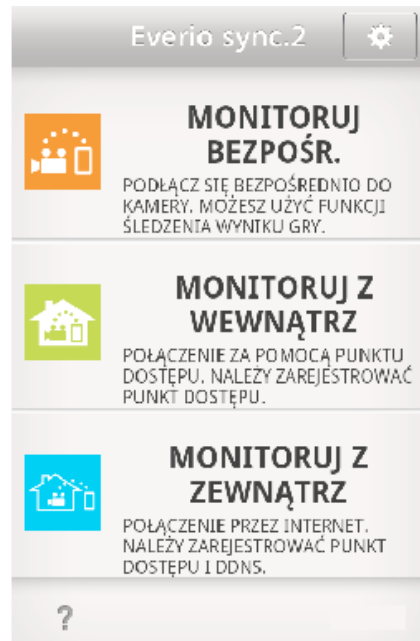 Everio sync.2
MONITORUJ
BEZPOŚR.
PODŁĄCZ SIĘ BEZPOŚREDNIO DO
KAMERY. MOŻESZ UŻYĆ FUNKCJI
ŚLEDZENIA WYNIKU GRY.
MONITORUJ Z
WEWNĄTRZ
POŁĄCZENIE ZA POMOCĄ PUNKTU
DOSTĘPU. NALEŻY ZAREJESTROWAĆ
PUNKT DOSTĘPU.
MONITORUJ Z
ZEWNĄTRZ
POŁĄCZENIE PRZEZ INTERNET.
NALEŻY ZAREJESTROWAĆ PUNKT
DOSTĘPU I DDNS.
?